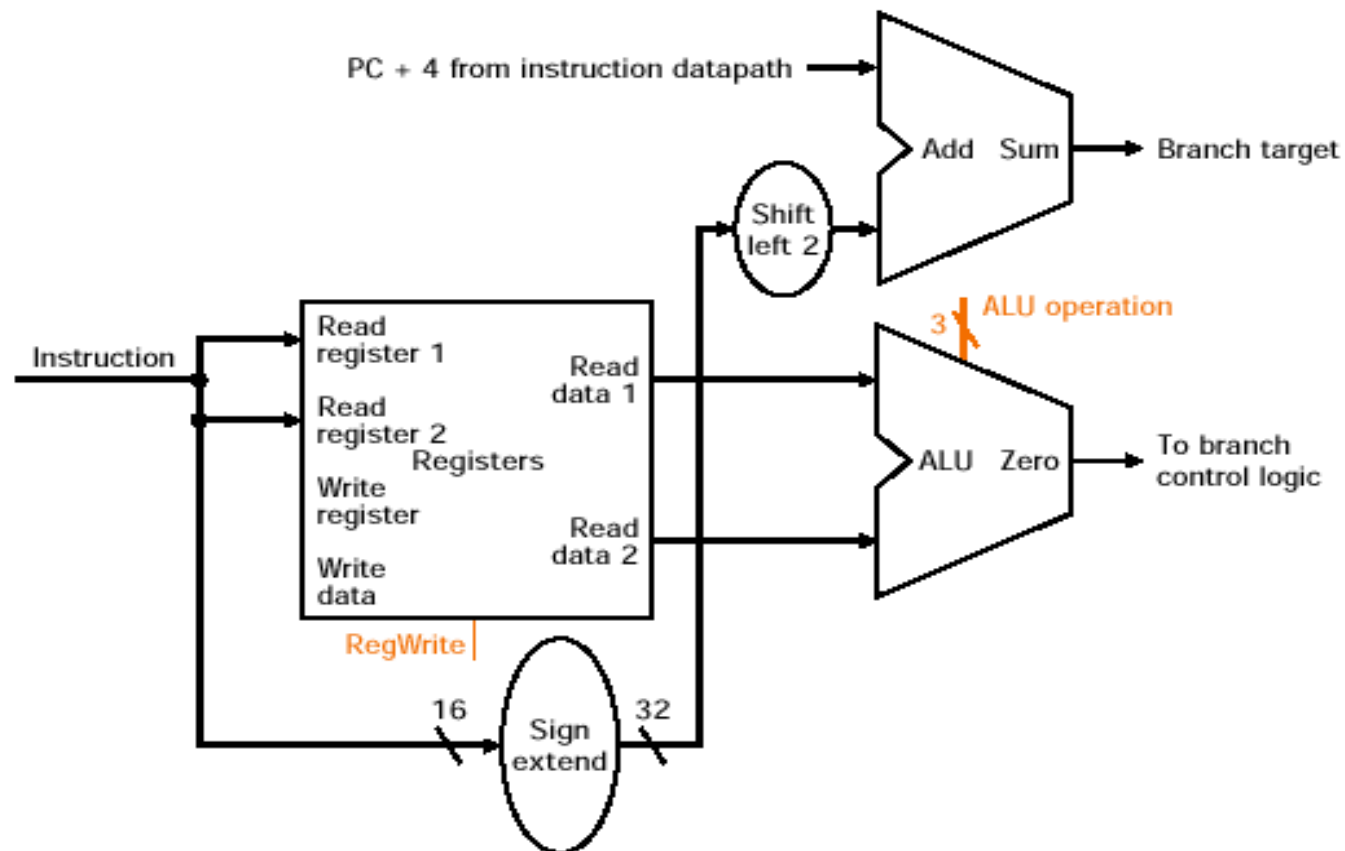 PC + 4 from instruction datapath
Add Sum
Branch target
Shift
left 2
ALU operation
3
Instruction
Read
register 1
Read
data 1
Read
register 2
Registers
ALU Zero
To branch
control logic
Write
register
Read
data 2
Write
data
RegWrite
16
Sign
extend
32